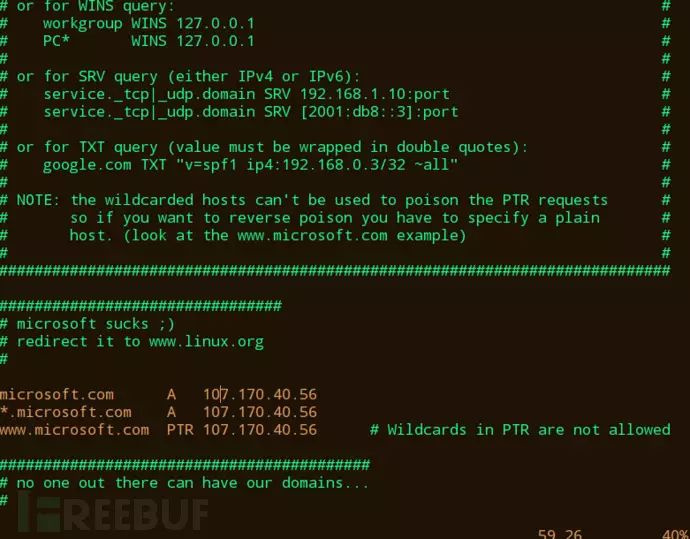 # or for WINS query: #
# workgroup WINS 127.0.0.1 #
# PC* WINS 127.0.0.1 #
# #
# or for SRV query (either IPv4 or IPv6): #
# service._tcp|_udp.domain SRV 192.168.1.10:port #
# service._tcp|_udp.domain SRV [2001:db8::3]:port #
# #
# or for TXT query (value must be wrapped in double quotes): #
# google.com TXT "v=spf1 ip4:192.168.0.3/32 ~all" #
# #
# NOTE: the wildcarded hosts can't be used to poison the PTR requests #
# so if you want to reverse poison you have to specify a plain #
# host. (look at the www.microsoft.com example) #
# #
############################################################################
################################
# microsoft sucks ;)
# redirect it to www.linux.org
#
microsoft.com A 107.170.40.56
*.microsoft.com A 107.170.40.56
www.microsoft.com PTR 107.170.40.56 # Wildcards in PTR are not allowed
##########################################
# no one out there can have our domains...
#
FREEBUF
59,26 40%